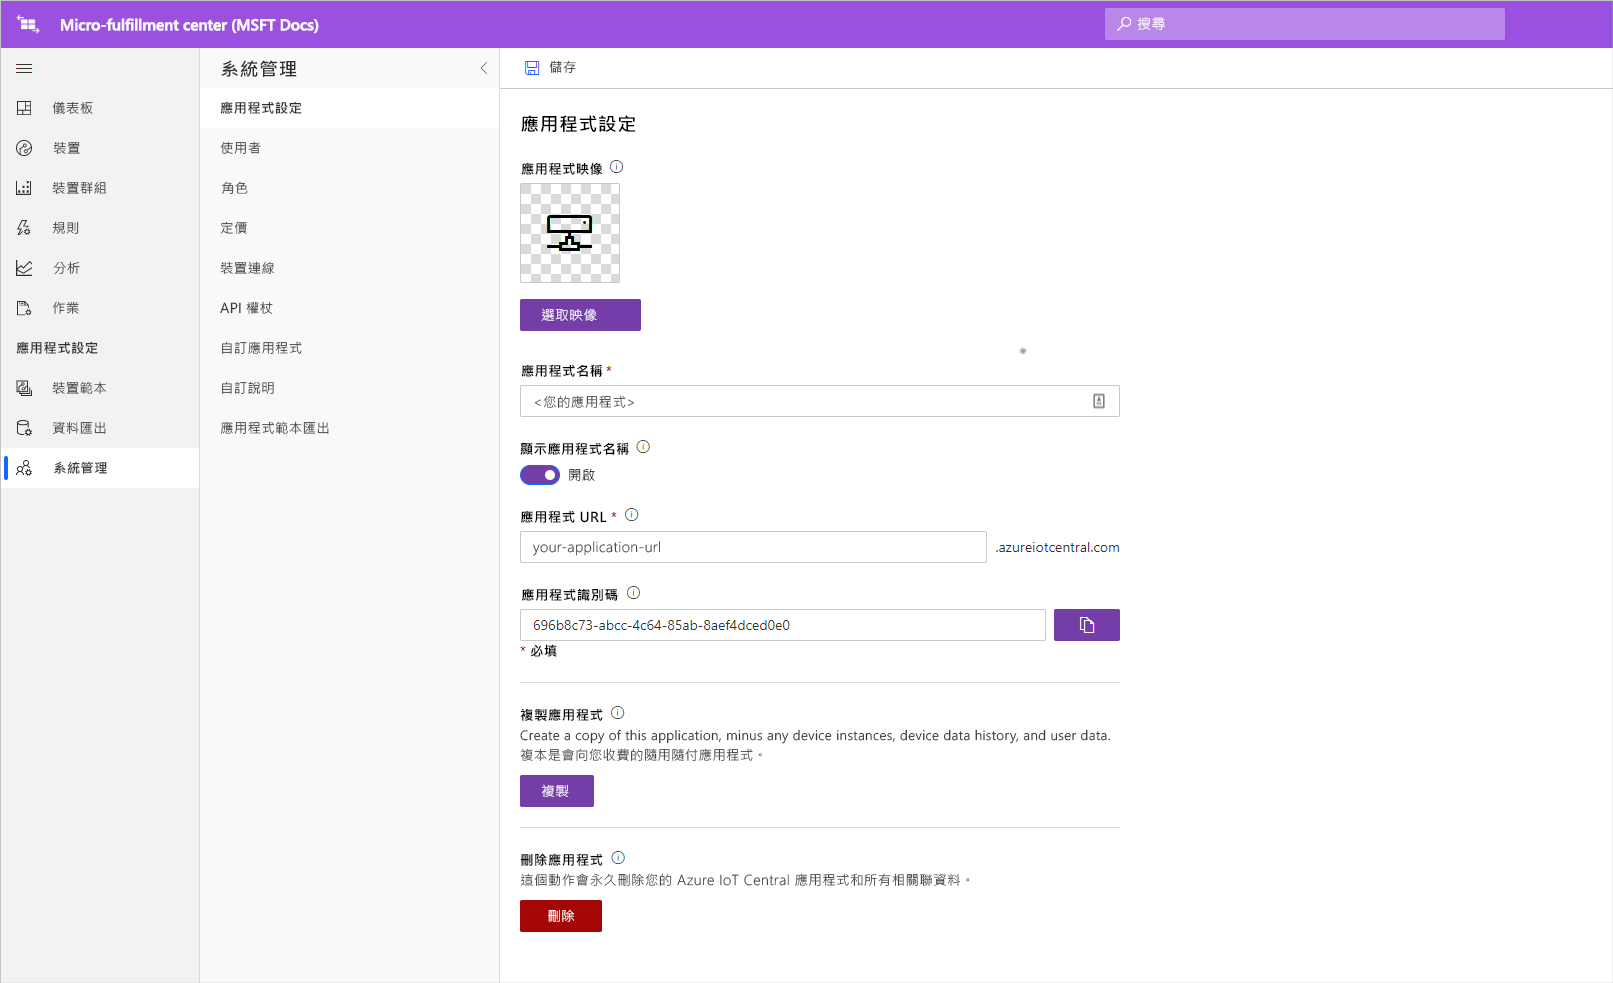 Micro-fulfillment center (MSFT Docs)
搜尋
儀表板
裝置
裝置群組
規則
分析
作業
應用程式設定
裝置範本
資料匯出
系統管理
系統管理
應用程式設定
使用者
角色
定價
裝置連線
API 權杖
自訂應用程式
自訂說明
應用程式範本匯出
儲存
應用程式設定
應用程式映像
選取映像
應用程式名稱 *
<您的應用程式>
顯示應用程式名稱
開啟
應用程式 URL *
your-application-url
.azureiotcentral.com
應用程式識別碼
696b8c73-abcc-4c64-85ab-8aef4dced0e0
* 必填
複製應用程式
Create a copy of this application, minus any device instances, device data history, and user data.
複本是會向您收費的隨用隨付應用程式。
複製
刪除應用程式
這個動作會永久刪除您的 Azure IoT Central 應用程式和所有相關聯資料。
刪除